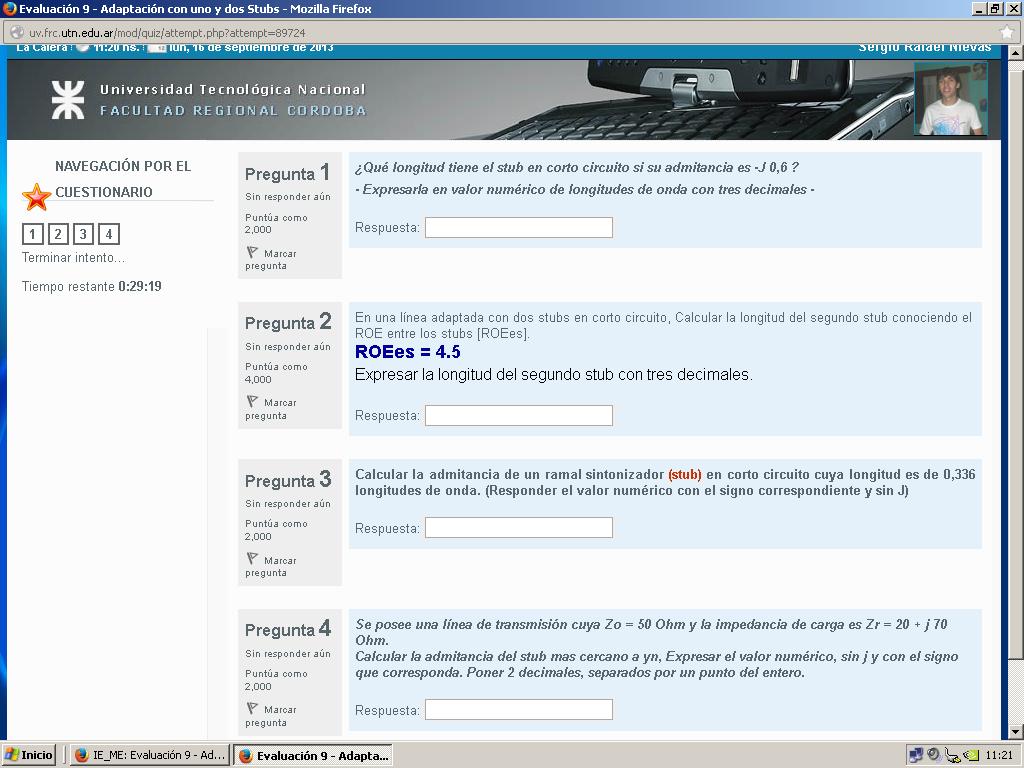 Evaluación 9 - Adaptación con uno y dos Stubs - Mozilla Firefox
uv.frc.utn.edu.ar/mod/quiz/attempt.php?attempt=89724
La Calera 11:20 hs. lun, 16 de septiembre de 2013
Sergio Rafael Nievas
Universidad Tecnológica Nacional
FACULTAD REGIONAL CORDOBA
NAVEGACIÓN POR EL
CUESTIONARIO
1 2 3 4
Terminar intento...
Tiempo restante 0:29:19
Pregunta 1
Sin responder aún
Puntúa como
2,000
Marcar
pregunta
¿Qué longitud tiene el stub en corto circuito si su admitancia es -J 0,6 ?
- Expresarla en valor numérico de longitudes de onda con tres decimales -
Respuesta:
Pregunta 2
Sin responder aún
Puntúa como
4,000
Marcar
pregunta
En una línea adaptada con dos stubs en corto circuito, Calcular la longitud del segundo stub conociendo el
ROE entre los stubs [ROEes].
ROEes = 4.5
Expresar la longitud del segundo stub con tres decimales.
Respuesta:
Pregunta 3
Sin responder aún
Puntúa como
2,000
Marcar
pregunta
Calcular la admitancia de un ramal sintonizador (stub) en corto circuito cuya longitud es de 0,336
longitudes de onda. (Responder el valor numérico con el signo correspondiente y sin J)
Respuesta:
Pregunta 4
Sin responder aún
Puntúa como
2,000
Marcar
pregunta
Se posee una línea de transmisión cuya Zo = 50 Ohm y la impedancia de carga es Zr = 20 + j 70
Ohm.
Calcular la admitancia del stub mas cercano a yn, Expresar el valor numérico, sin j y con el signo
que corresponda. Poner 2 decimales, separados por un punto del entero.
Respuesta:
Inicio
IE_ME: Evaluación 9 - Ad...
Evaluación 9 - Adapta...
11:21